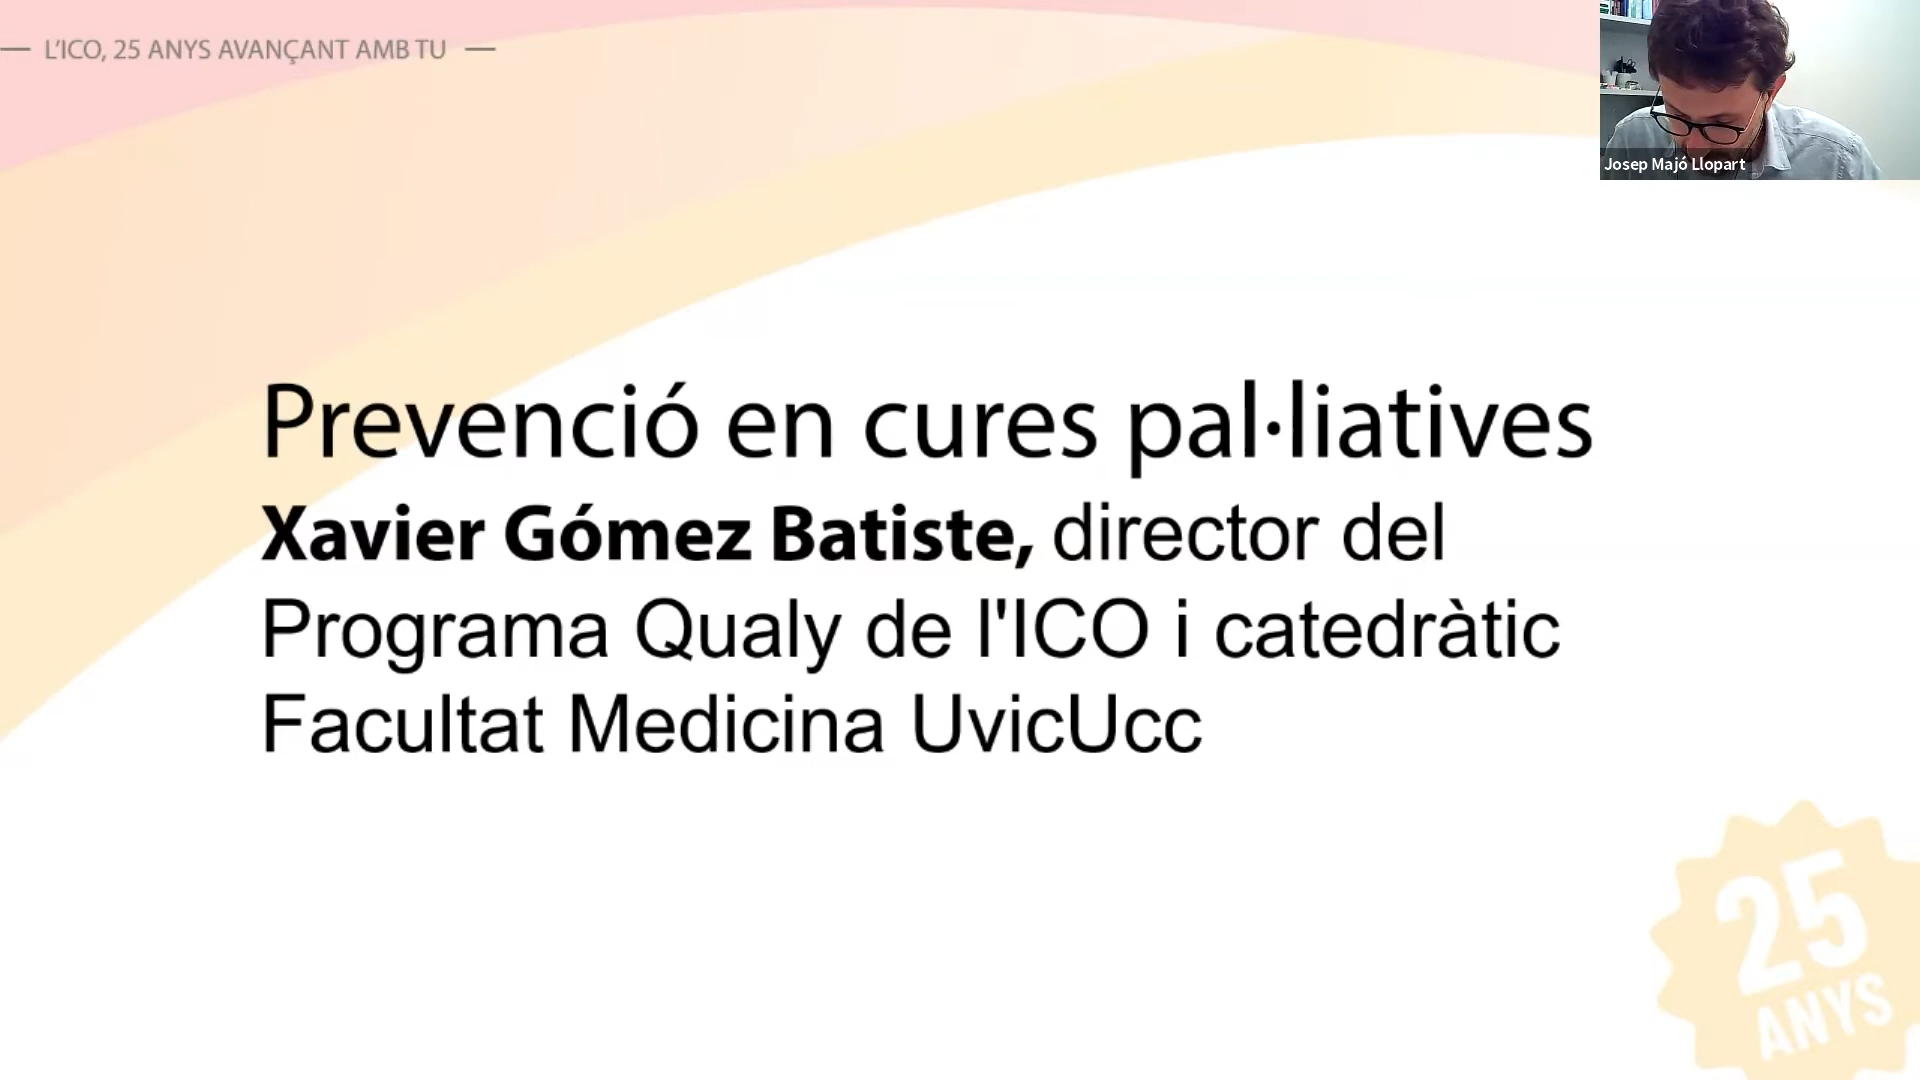 L'ICO, 25 ANYS AVANÇANT AMB TU
Josep Majó Llopart
Prevenció en cures pal·liatives
Xavier Gómez Batiste, director del
Programa Qualy de l'ICO i catedràtic
Facultat Medicina UvicUcc
25
ANYS